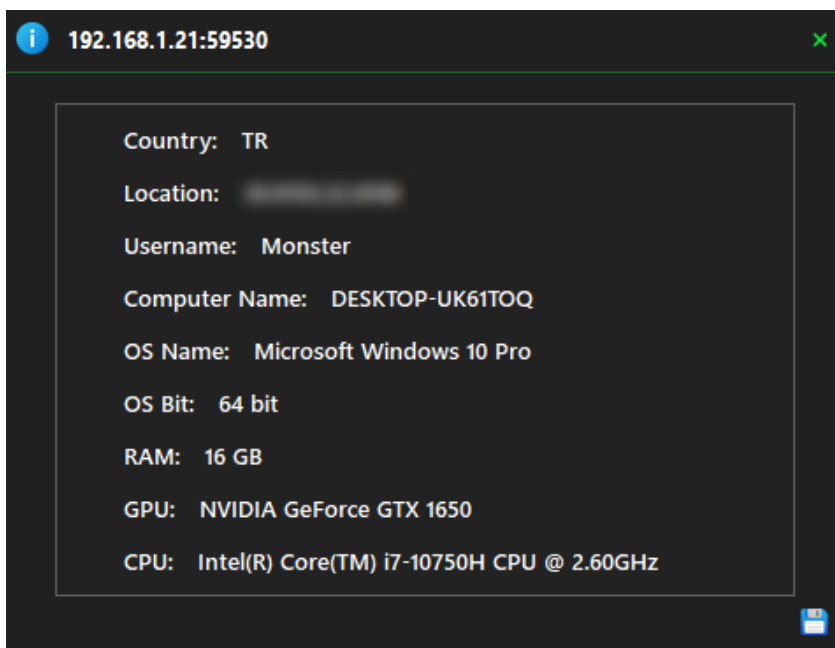 192.168.1.21:59530
Country: TR
Location:
Username: Monster
Computer Name: DESKTOP-UK61TOQ
OS Name: Microsoft Windows 10 Pro
OS Bit: 64 bit
RAM: 16 GB
GPU: NVIDIA GeForce GTX 1650
CPU: Intel(R) Core(TM) i7-10750H CPU @ 2.60GHz